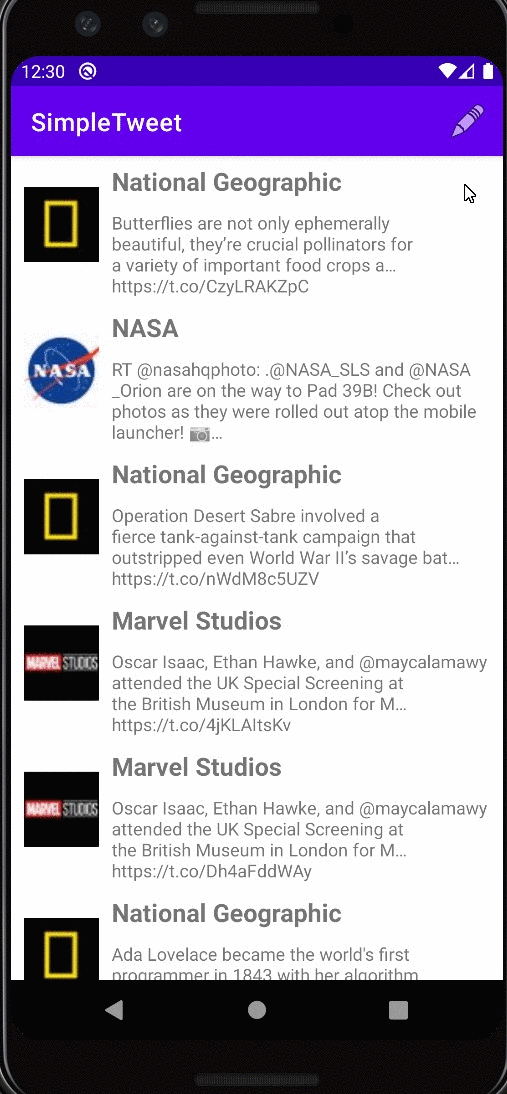 12:30
SimpleTweet
National Geographic
Butterflies are not only ephemerally
beautiful, they're crucial pollinators for
a variety of important food crops a…
https://t.co/CzyLRAKZpC
NASA
NASA
RT @nasahqphoto: .@NASA_SLS and @NASA
_Orion are on the way to Pad 39B! Check out
photos as they were rolled out atop the mobile
launcher! 📷…
National Geographic
Operation Desert Sabre involved a
fierce tank-against-tank campaign that
outstripped even World War II's savage bat…
https://t.co/nWdM8c5UZV
Marvel Studios
MARVEL STUDIOS
Oscar Isaac, Ethan Hawke, and @maycalamawy
attended the UK Special Screening at
the British Museum in London for M…
https://t.co/4jKLAItsKv
Marvel Studios
MARVEL STUDIOS
Oscar Isaac, Ethan Hawke, and @maycalamawy
attended the UK Special Screening at
the British Museum in London for M…
https://t.co/Dh4aFddWAy
National Geographic
Ada Lovelace became the world's first
programmer in 1843 with her algorithm